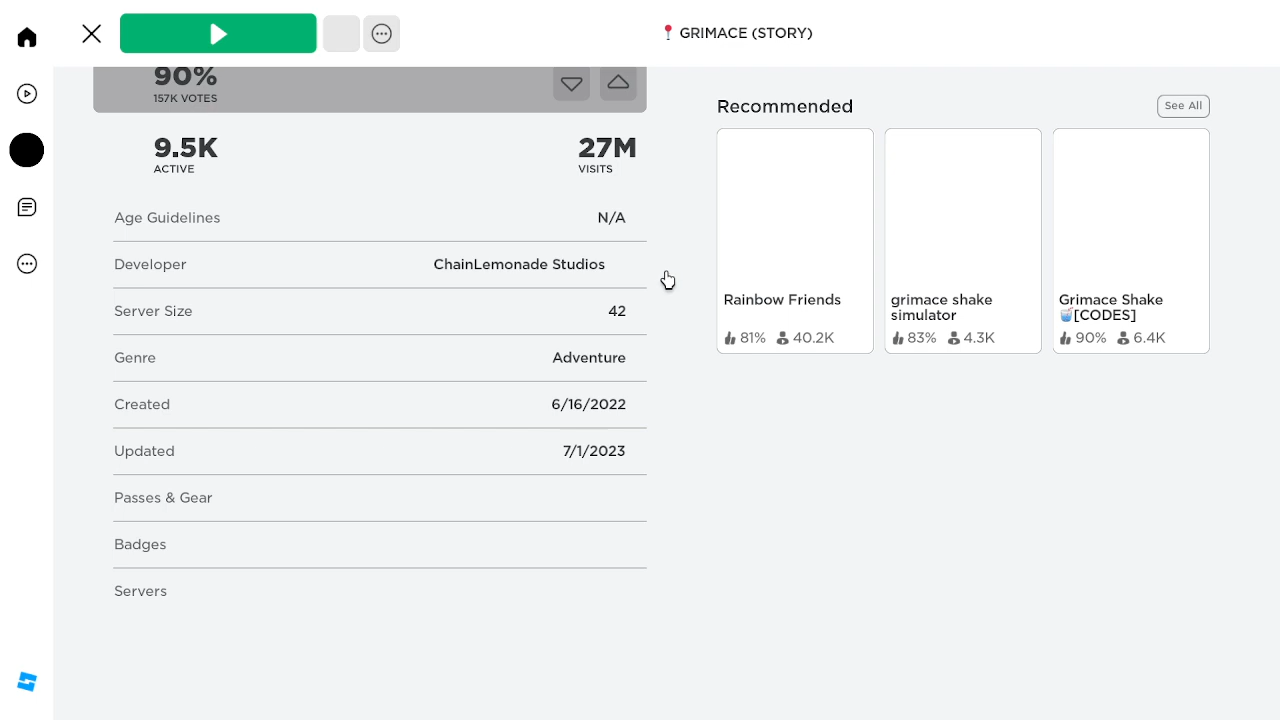 📍 GRIMACE (STORY)
90%
157K VOTES
9.5K
ACTIVE
27M
VISITS
Age Guidelines N/A
Developer ChainLemonade Studios
Server Size 42
Genre Adventure
Created 6/16/2022
Updated 7/1/2023
Passes & Gear
Badges
Servers
Recommended
See All
Rainbow Friends
81% 40.2K
grimace shake
simulator
83% 4.3K
Grimace Shake
🥤[CODES]
90% 6.4K